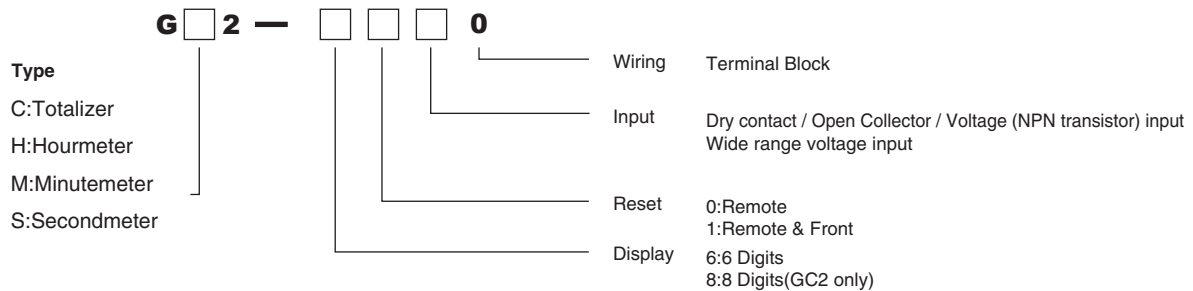 G□2 — □□□0
Type
C:Totalizer
H:Hourmeter
M:Minutemeter
S:Secondmeter
Wiring Terminal Block
Input Dry contact / Open Collector / Voltage (NPN transistor) input
Wide range voltage input
Reset 0:Remote
1:Remote & Front
Display 6:6 Digits
8:8 Digits(GC2 only)